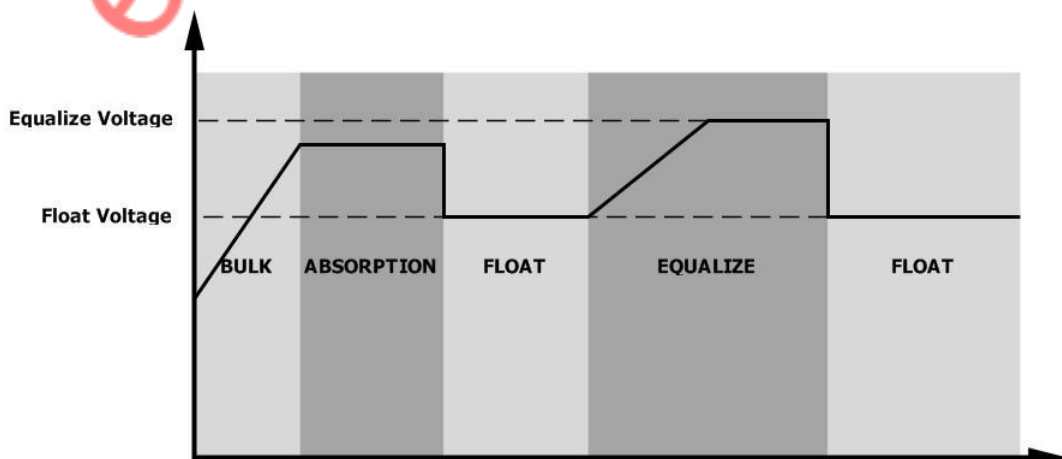 Equalize Voltage
Float Voltage
BULK ABSORPTION FLOAT EQUALIZE FLOAT